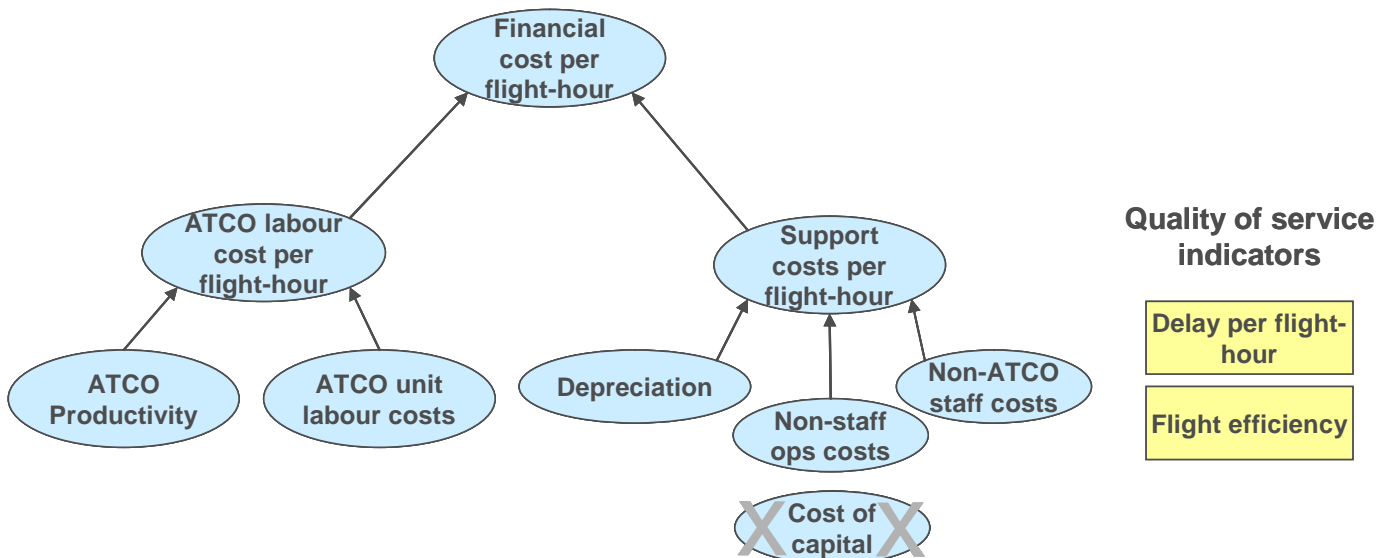 Financial
cost per
flight-hour
ATCO labour
cost per
flight-hour
Support
costs per
flight-hour
Quality of service
indicators
Delay per flight-
hour
Flight efficiency
ATCO
Productivity
ATCO unit
labour costs
Depreciation
Non-ATCO
staff costs
Non-staff
ops costs
X Cost of X
capital